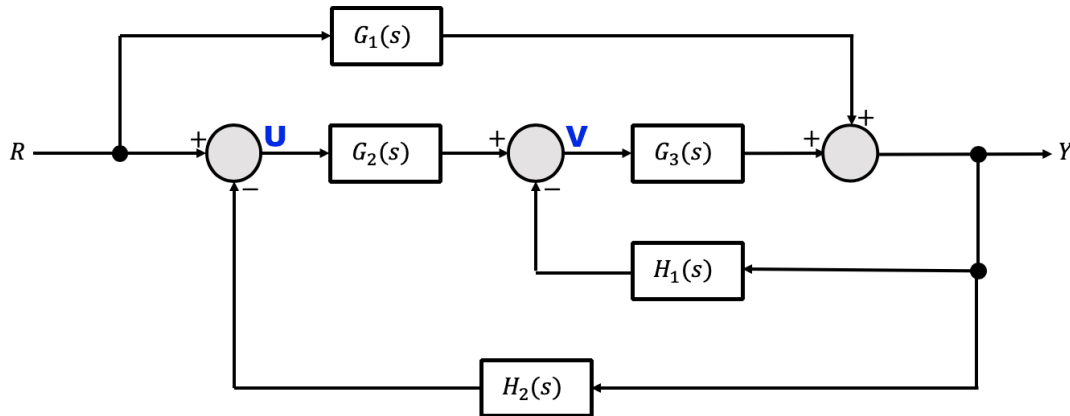 G₁(s)
+
+ U G₂(s) + V G₃(s) +
R Y
− −
H₁(s)
H₂(s)